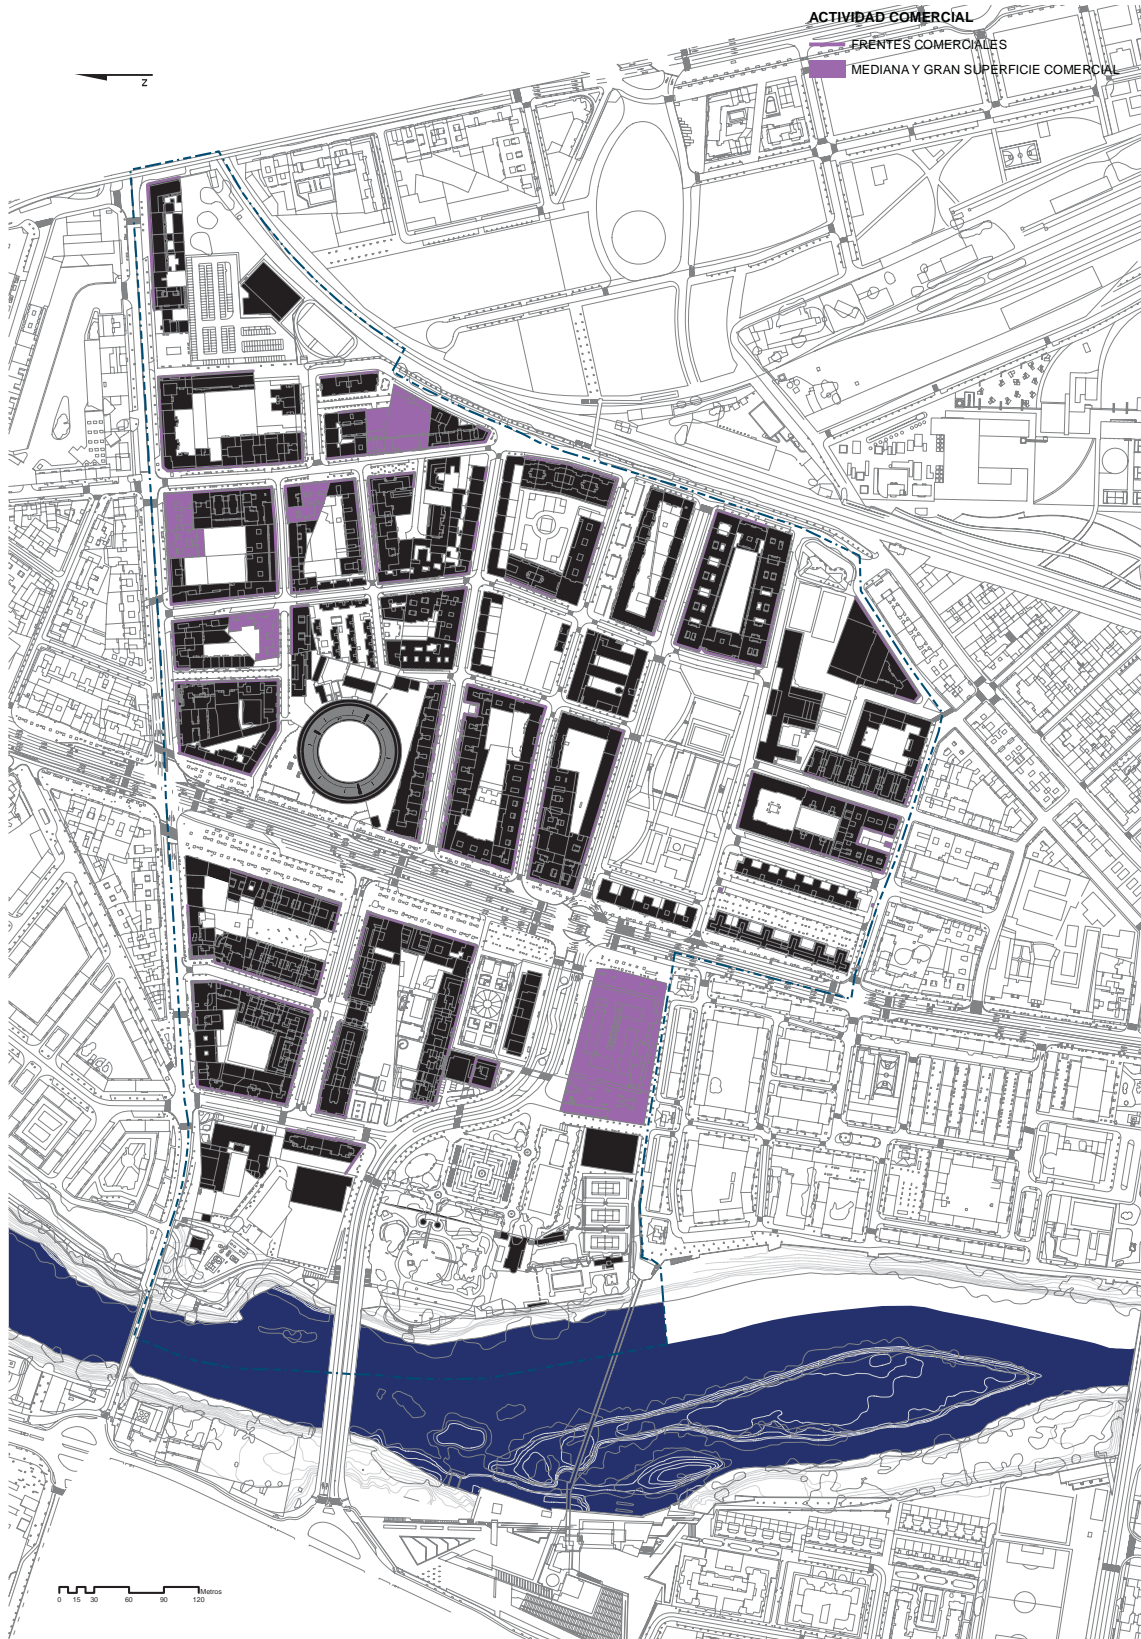 ACTIVIDAD COMERCIAL
FRENTES COMERCIALES
MEDIANA Y GRAN SUPERFICIE COMERCIAL
N
Metros
0 15 30 60 90 120